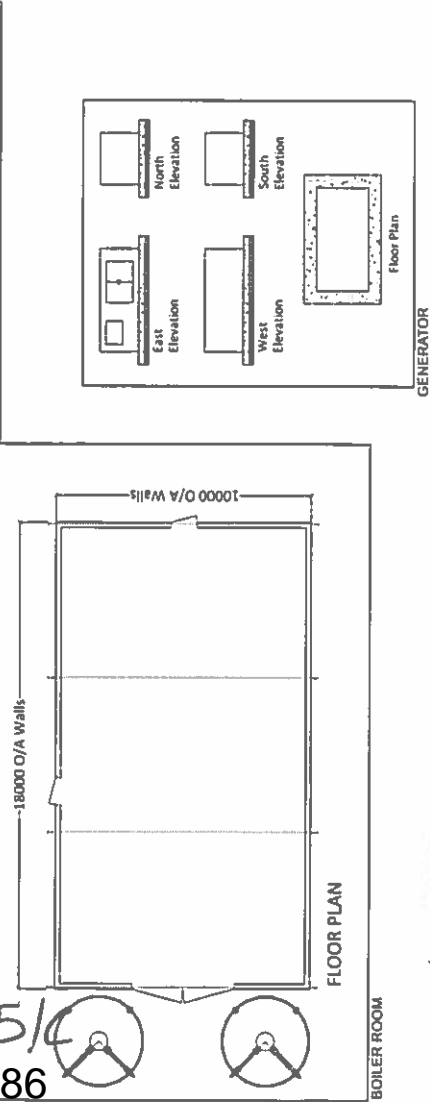 18000 O/A Walls
10000 O/A Walls
FLOOR PLAN
BOILER ROOM
86
East
Elevation
North
Elevation
West
Elevation
South
Elevation
Floor Plan
GENERATOR